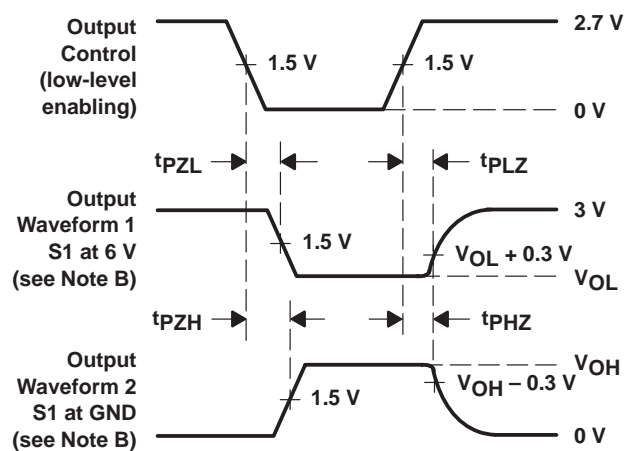 Output
Control
(low-level
enabling)
1.5 V
1.5 V
2.7 V
0 V
tPZL
tPLZ
Output
Waveform 1
S1 at 6 V
(see Note B)
1.5 V
3 V
VOL + 0.3 V
VOL
tPZH
tPHZ
Output
Waveform 2
S1 at GND
(see Note B)
1.5 V
VOH
VOH – 0.3 V
0 V